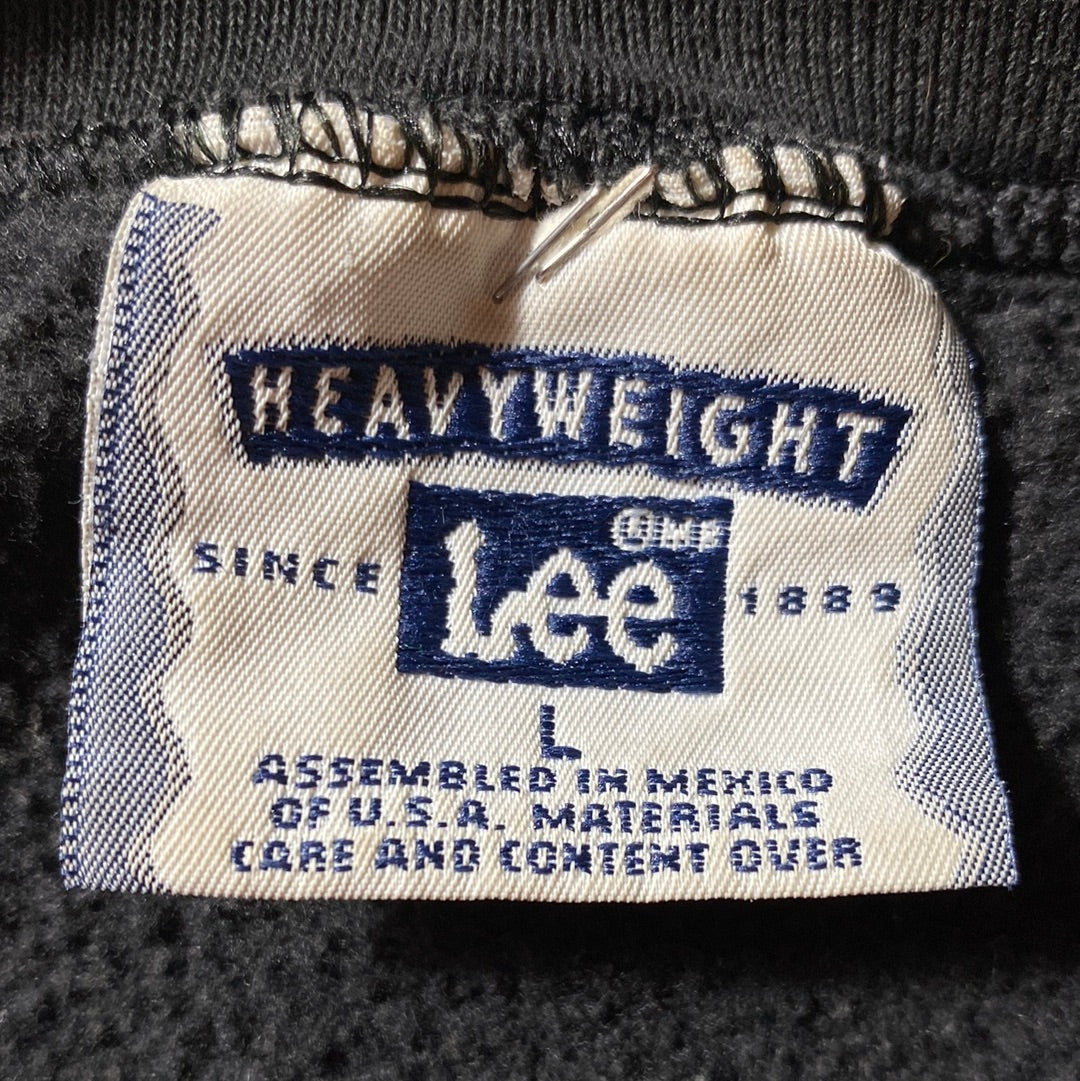 HEAVYWEIGHT
SINCE Lee 1889
L
ASSEMBLED IN MEXICO
OF U.S.A. MATERIALS
CARE AND CONTENT OVER